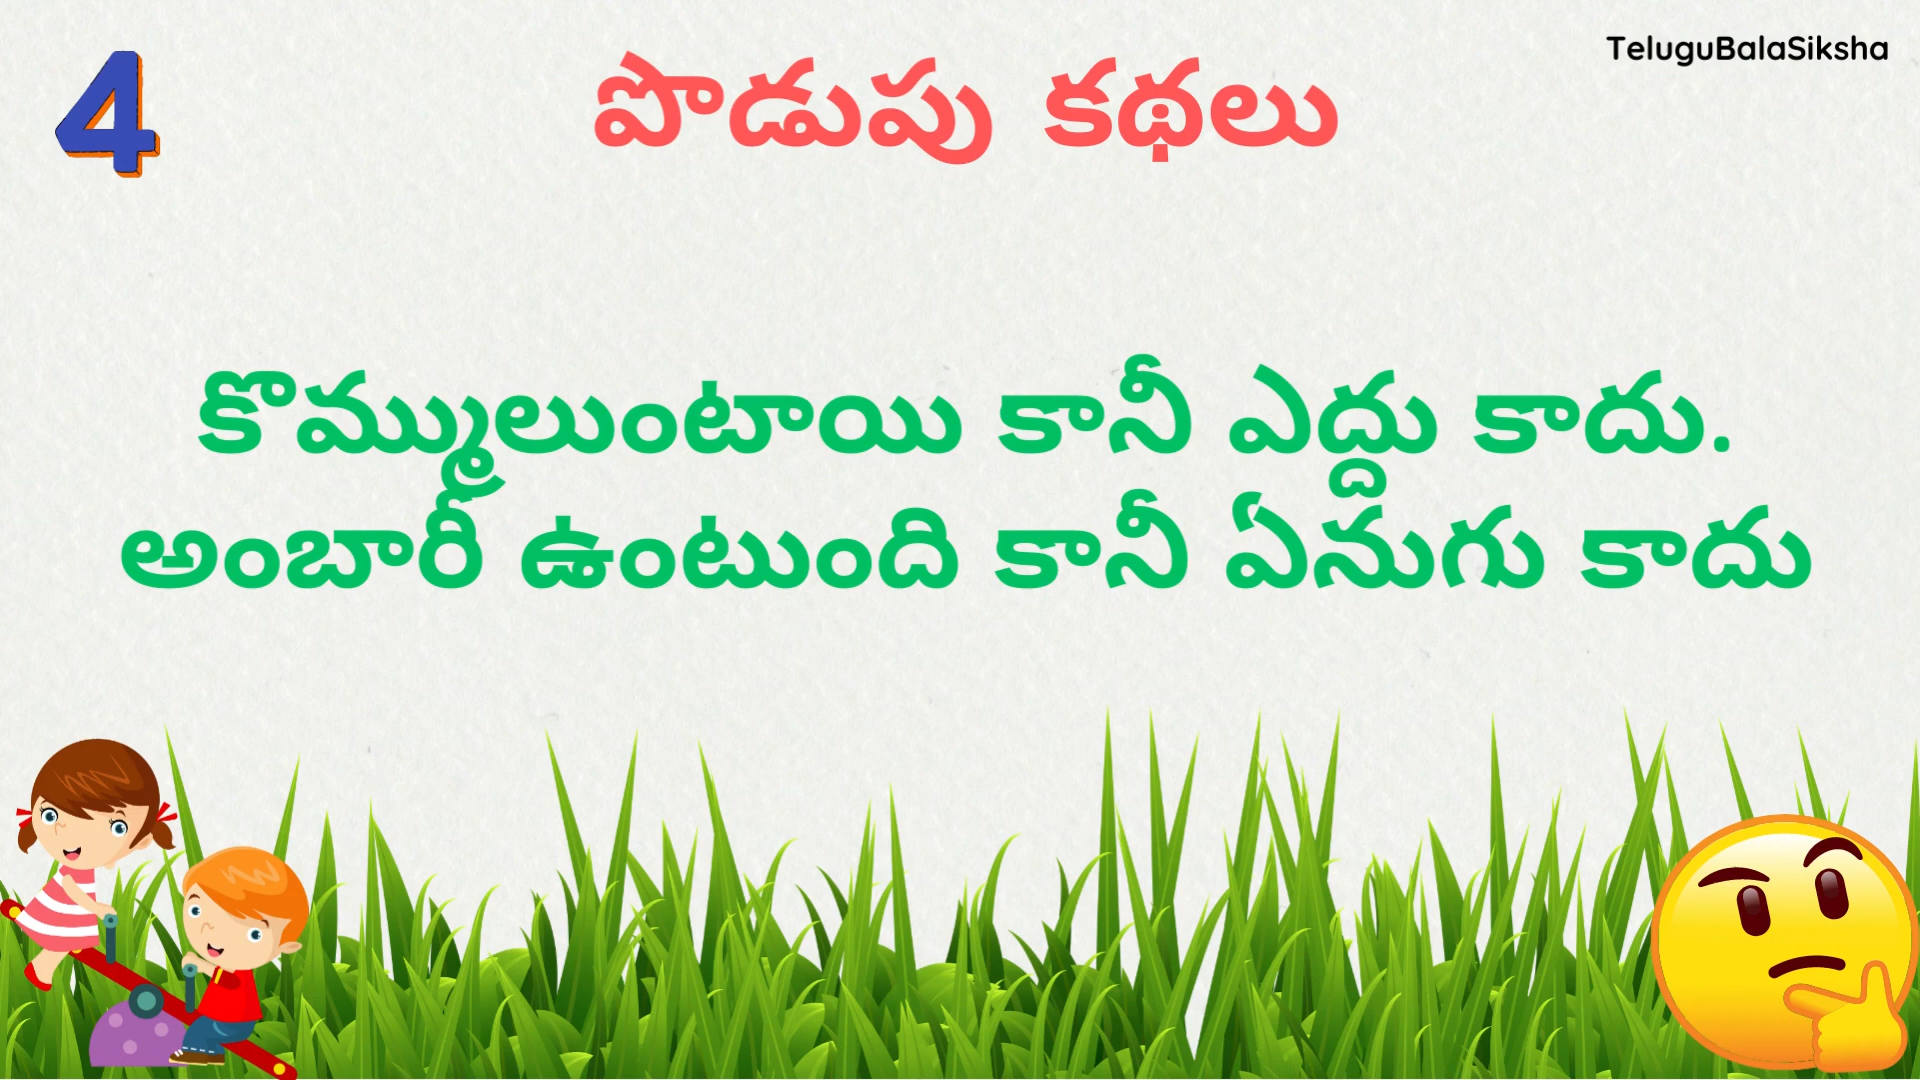 4
పొడుపు కథలు
TeluguBalaSiksha
కొమ్ములుంటాయి కానీ ఎద్దు కాదు.
అంబారీ ఉంటుంది కానీ ఏనుగు కాదు